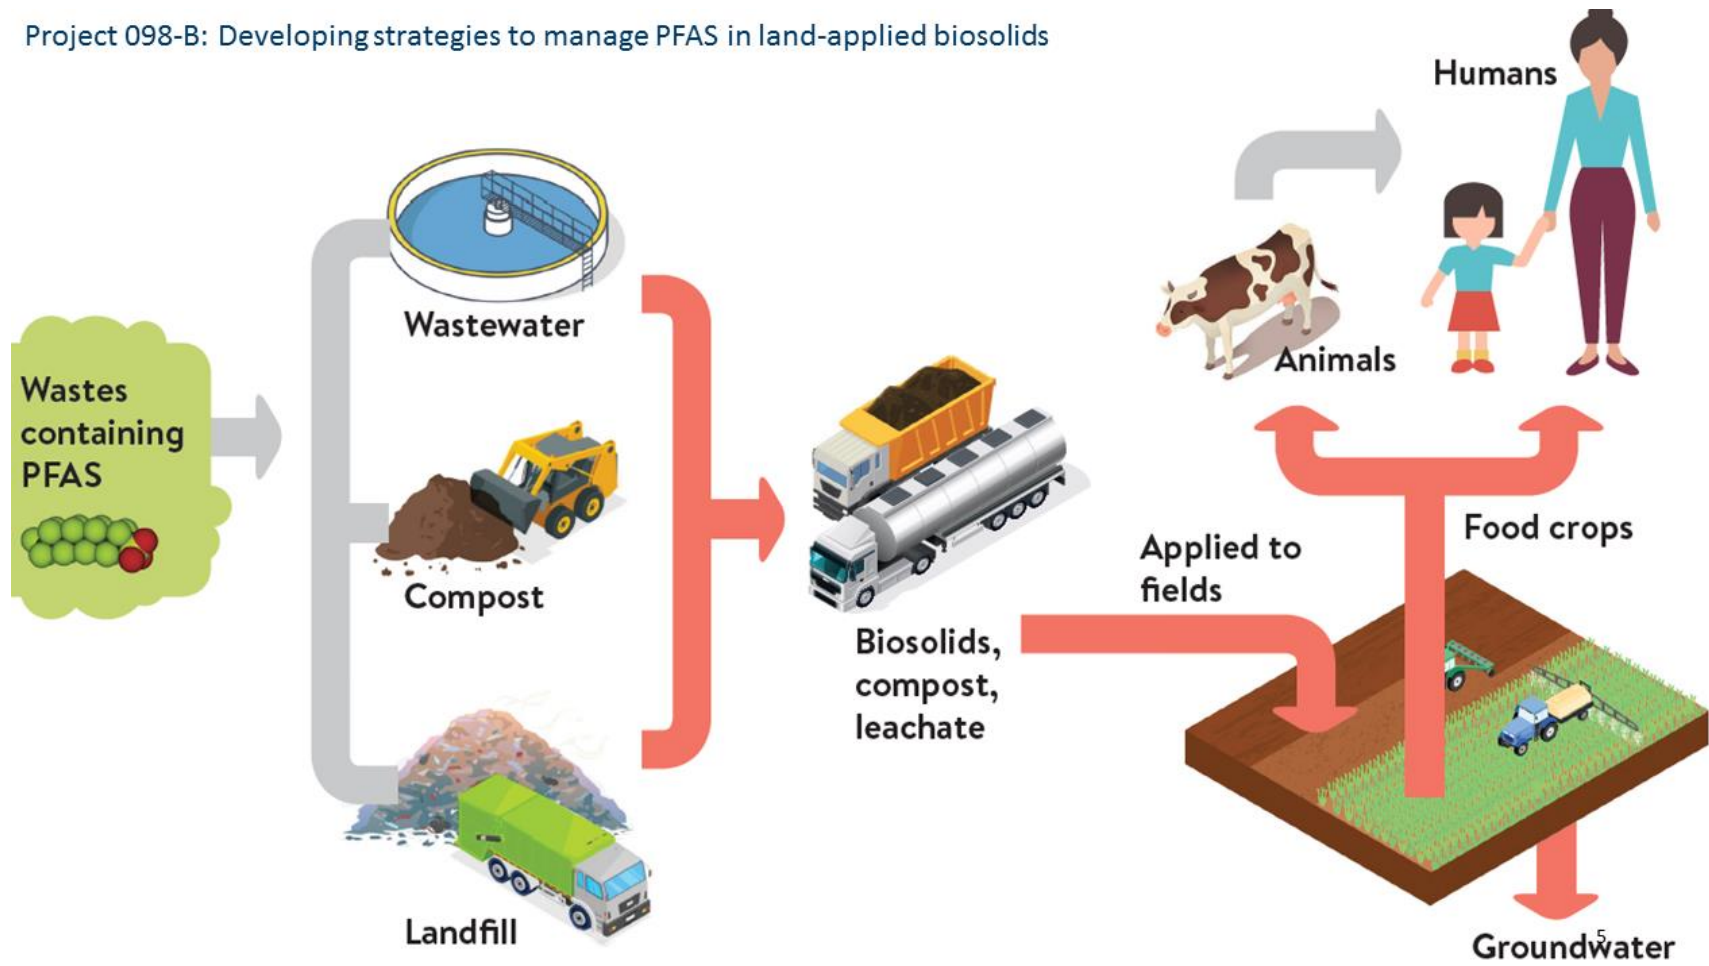 Project 098-B: Developing strategies to manage PFAS in land-applied biosolids
Humans
Wastewater
Animals
Wastes
containing
PFAS
Food crops
Applied to
fields
Compost
Biosolids,
compost,
leachate
Landfill
Groundwater
5